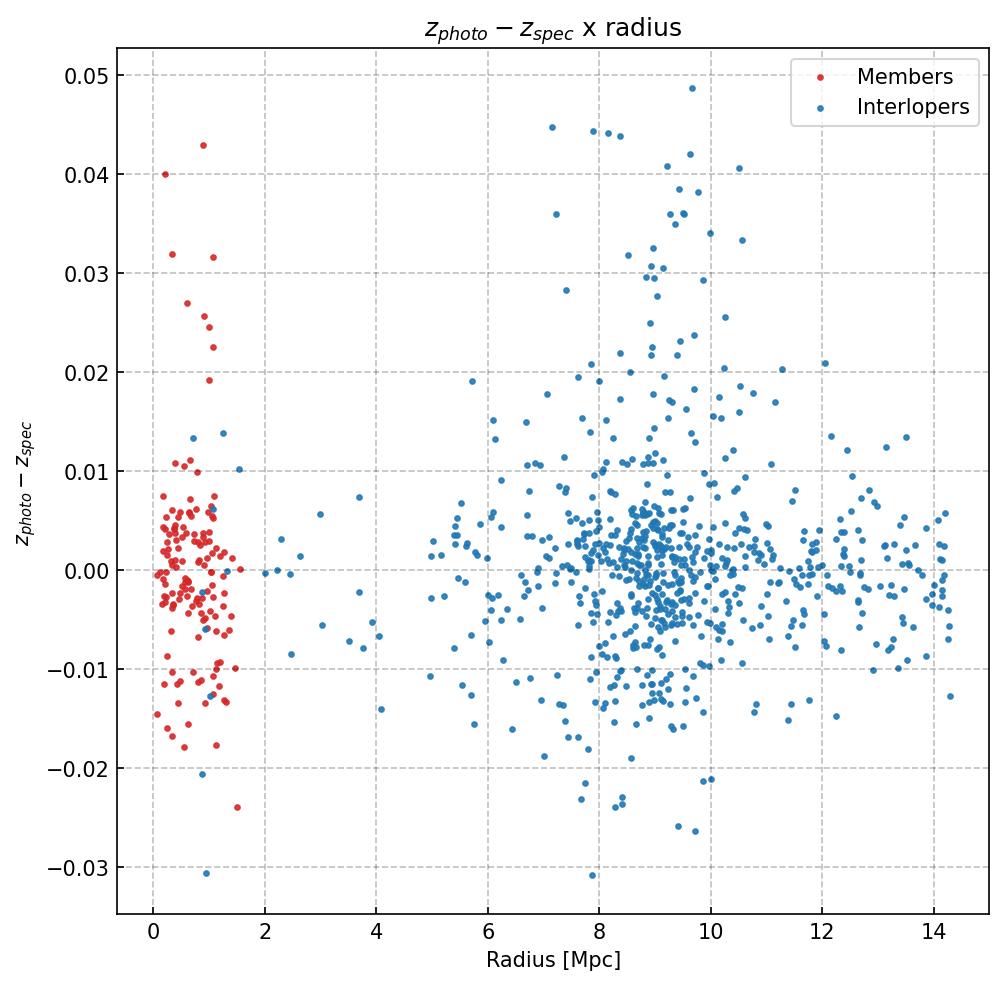 z_photo − z_spec x radius
Members
Interlopers
0.05
0.04
0.03
0.02
0.01
0.00
−0.01
−0.02
−0.03
z_photo − z_spec
0 2 4 6 8 10 12 14
Radius [Mpc]